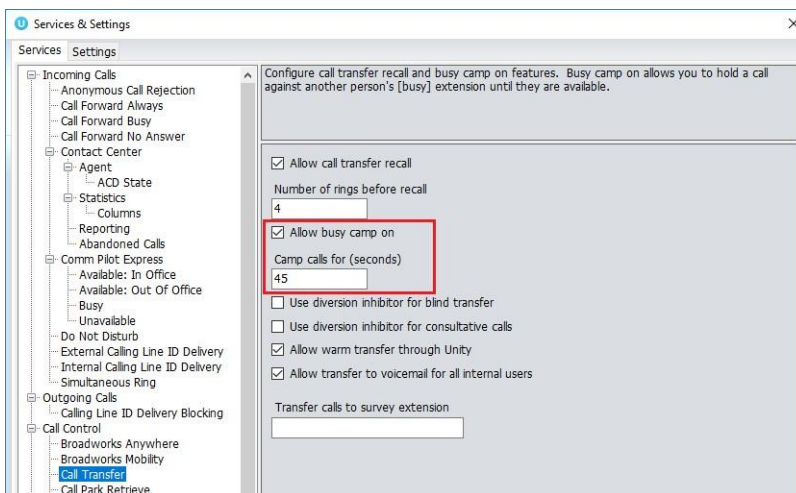 Services & Settings
Services Settings
Incoming Calls
Anonymous Call Rejection
Call Forward Always
Call Forward Busy
Call Forward No Answer
Contact Center
Agent
ACD State
Statistics
Columns
Reporting
Abandoned Calls
Comm Pilot Express
Available: In Office
Available: Out Of Office
Busy
Unavailable
Do Not Disturb
External Calling Line ID Delivery
Internal Calling Line ID Delivery
Simultaneous Ring
Outgoing Calls
Calling Line ID Delivery Blocking
Call Control
Broadworks Anywhere
Broadworks Mobility
Call Transfer
Call Park Retrieve
Configure call transfer recall and busy camp on features. Busy camp on allows you to hold a call
against another person's [busy] extension until they are available.
Allow call transfer recall
Number of rings before recall
4
Allow busy camp on
Camp calls for (seconds)
45
Use diversion inhibitor for blind transfer
Use diversion inhibitor for consultative calls
Allow warm transfer through Unity
Allow transfer to voicemail for all internal users
Transfer calls to survey extension